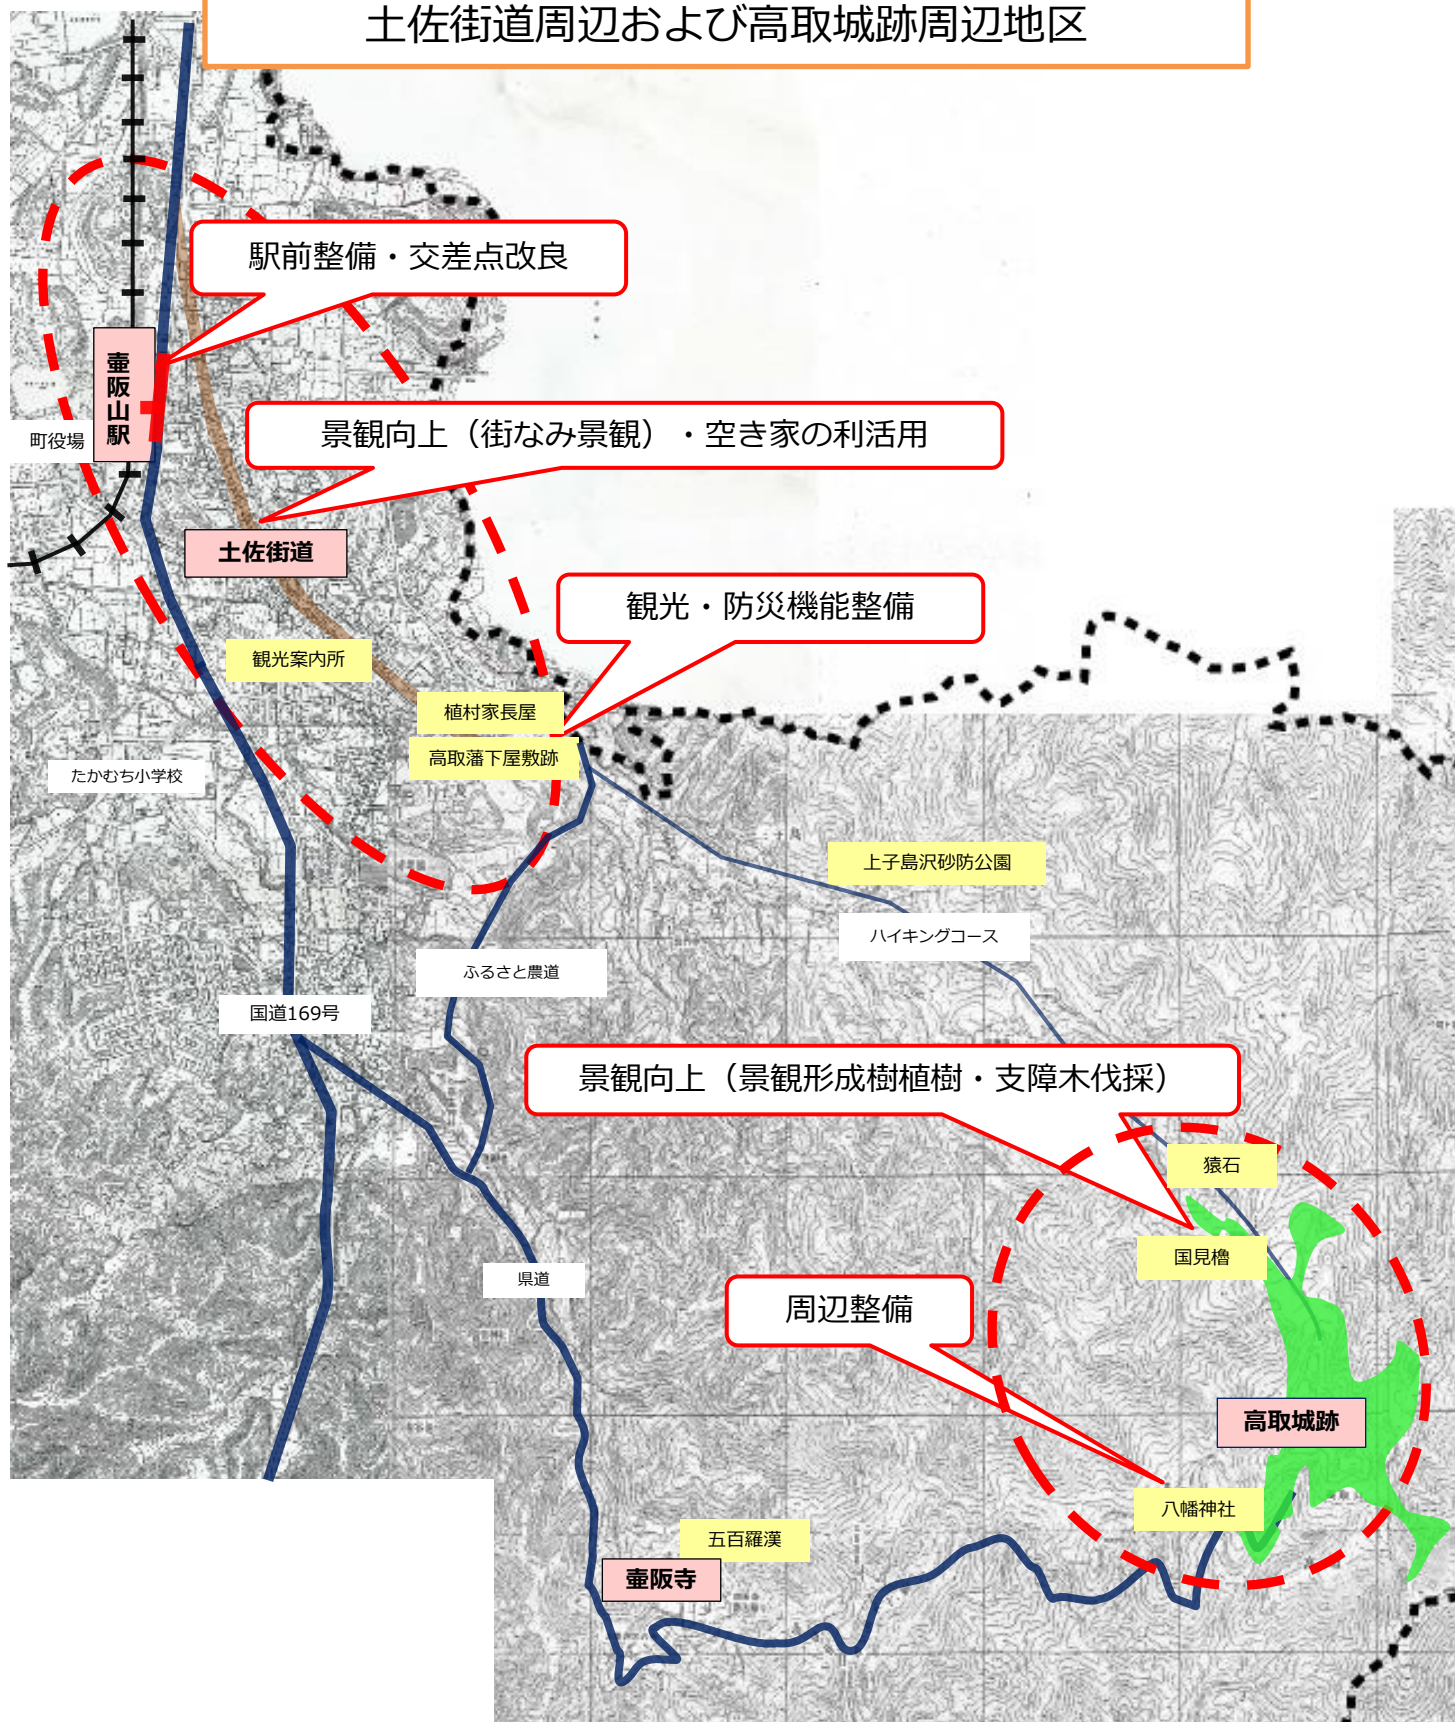 土佐街道周辺および高取城跡周辺地区
駅前整備・交差点改良
壷阪山駅
町役場
景観向上（街なみ景観）・空き家の利活用
土佐街道
観光・防災機能整備
観光案内所
植村家長屋
高取藩下屋敷跡
たかむち小学校
上子島沢砂防公園
ハイキングコース
ふるさと農道
国道169号
景観向上（景観形成樹植樹・支障木伐採）
猿石
国見櫓
県道
周辺整備
高取城跡
八幡神社
五百羅漢
壷阪寺